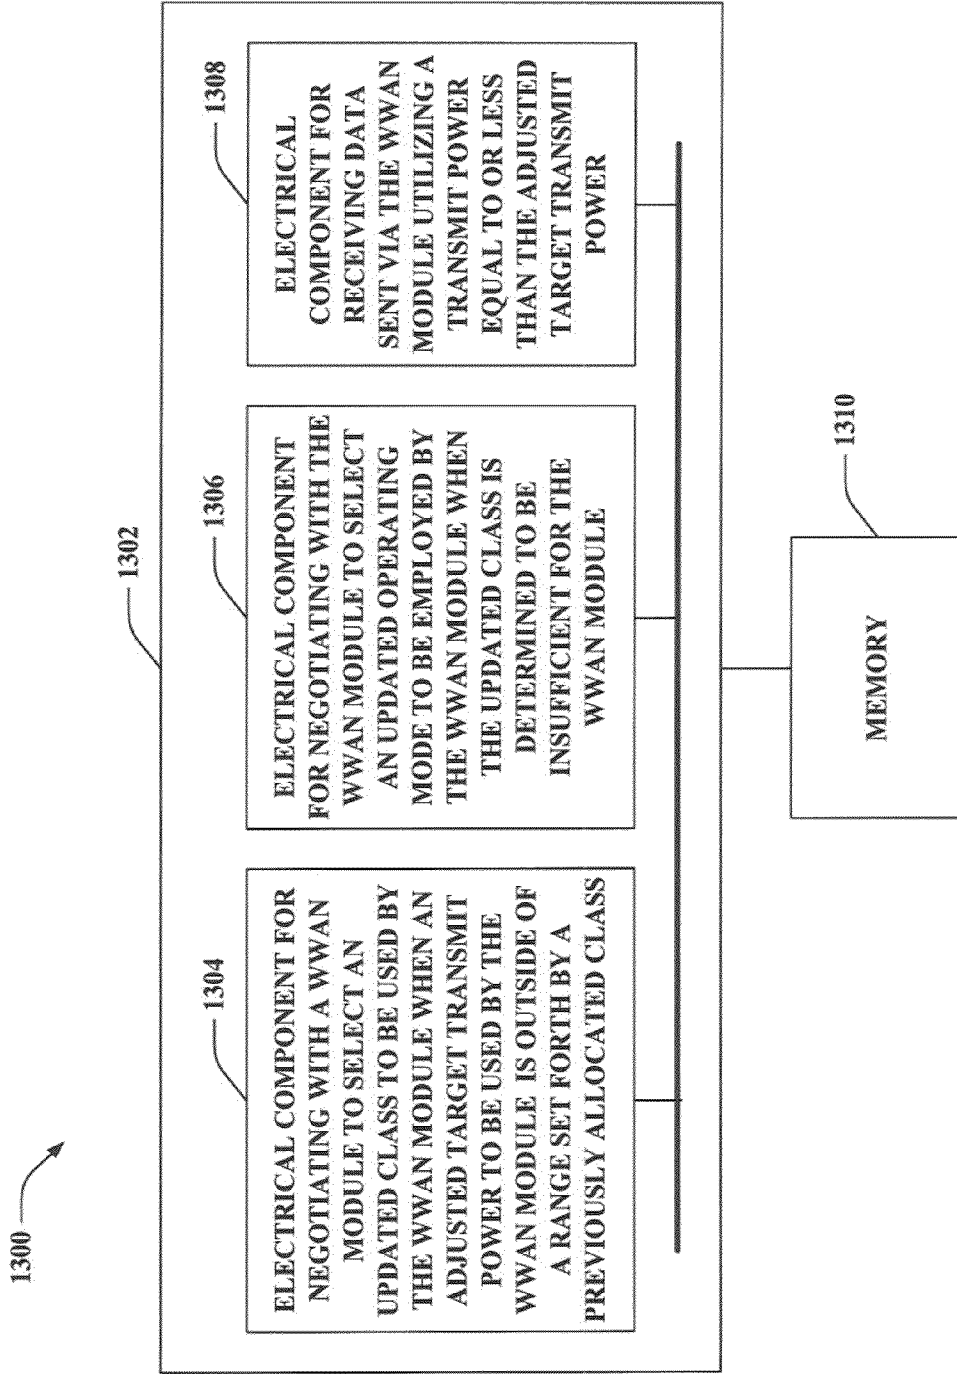 1300
1302
1304
ELECTRICAL COMPONENT FOR
NEGOTIATING WITH A WWAN
MODULE TO SELECT AN
UPDATED CLASS TO BE USED BY
THE WWAN MODULE WHEN AN
ADJUSTED TARGET TRANSMIT
POWER TO BE USED BY THE
WWAN MODULE IS OUTSIDE OF
A RANGE SET FORTH BY A
PREVIOUSLY ALLOCATED CLASS
1306
ELECTRICAL COMPONENT
FOR NEGOTIATING WITH THE
WWAN MODULE TO SELECT
AN UPDATED OPERATING
MODE TO BE EMPLOYED BY
THE WWAN MODULE WHEN
THE UPDATED CLASS IS
DETERMINED TO BE
INSUFFICIENT FOR THE
WWAN MODULE
1308
ELECTRICAL
COMPONENT FOR
RECEIVING DATA
SENT VIA THE WWAN
MODULE UTILIZING A
TRANSMIT POWER
EQUAL TO OR LESS
THAN THE ADJUSTED
TARGET TRANSMIT
POWER
1310
MEMORY